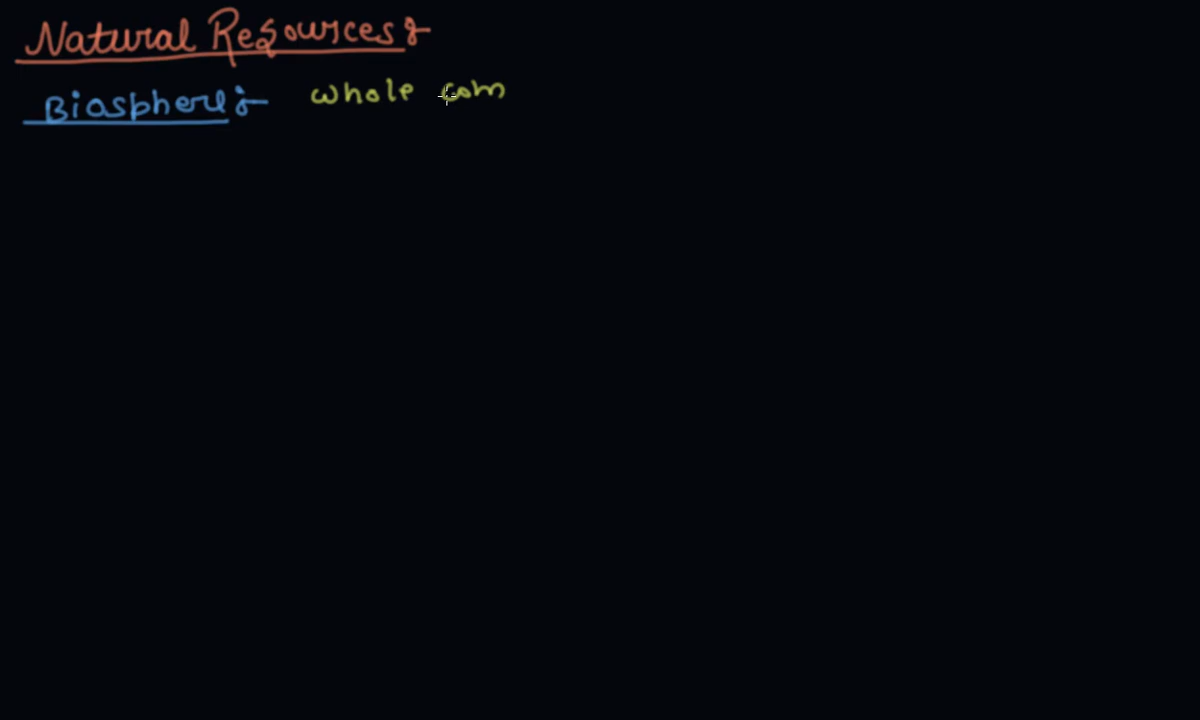 Natural Resources :-
Biosphere :- whole com